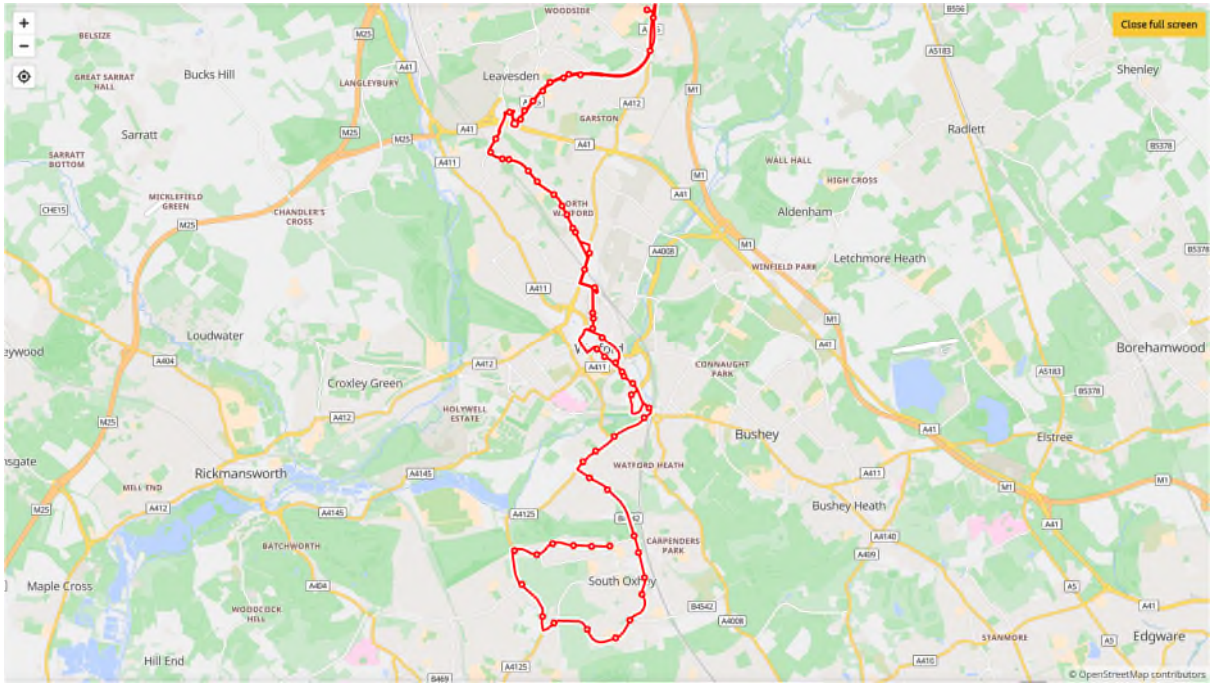 WOODSIDE
B556
+
Close full screen
BELSIZE
M25
A5183
−
A41
GREAT SARRAT
HALL
Bucks Hill
LANGLEYBURY
Leavesden
Shenley
M1
A412
GARSTON
Sarratt
M25
A41
A41
Radlett
SARRATT
BOTTOM
M25
A411
WALL HALL
B5378
M1
HIGH CROSS
MICKLEFIELD
GREEN
A41
CHE15
CHANDLER'S
CROSS
Aldenham
M25
M1
A4008
B5378
Letchmore Heath
WINFIELD PARK
A411
Loudwater
M1
A41
eywood
A404
Borehamwood
A412
A411
CONNAUGHT
PARK
Croxley Green
A5183
B5378
HOLYWELL
ESTATE
A412
M25
A41
Bushey
Elstree
nsgate
Rickmansworth
A4145
WATFORD HEATH
A411
MILL END
M1
M1
M25
A412
A4145
A4125
Bushey Heath
A41
BATCHWORTH
CARPENDERS
PARK
A4140
A409
Maple Cross
A404
South Oxhey
A5
WOODCOCK
HILL
B4542
A41
A4008
STANMORE
A5
Edgware
Hill End
A4125
A410
B469
© OpenStreetMap contributors